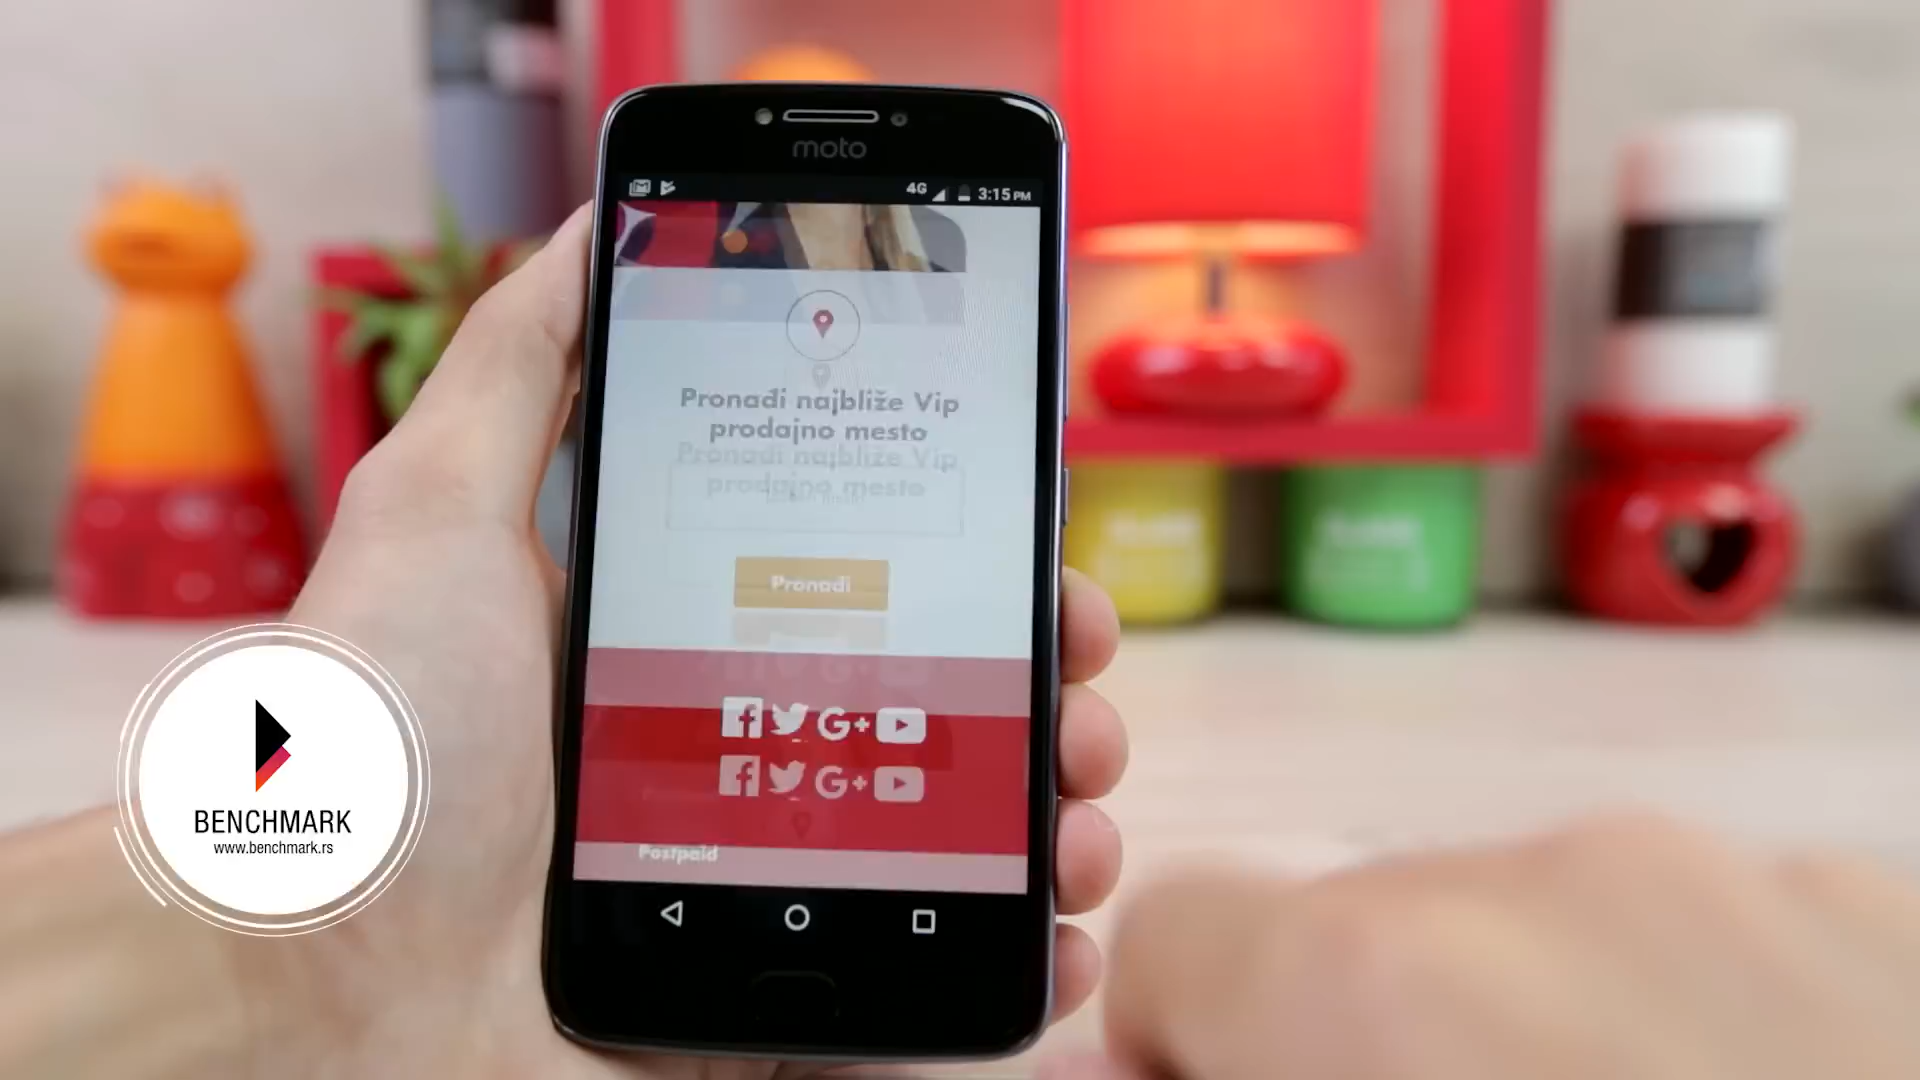 moto
4G
3:15 PM
Pronađi najbliže Vip
prodajno mesto
Pronađi najbliže Vip
prodajno mesto
Pronađi
G+
G+
Postpaid
BENCHMARK
www.benchmark.rs